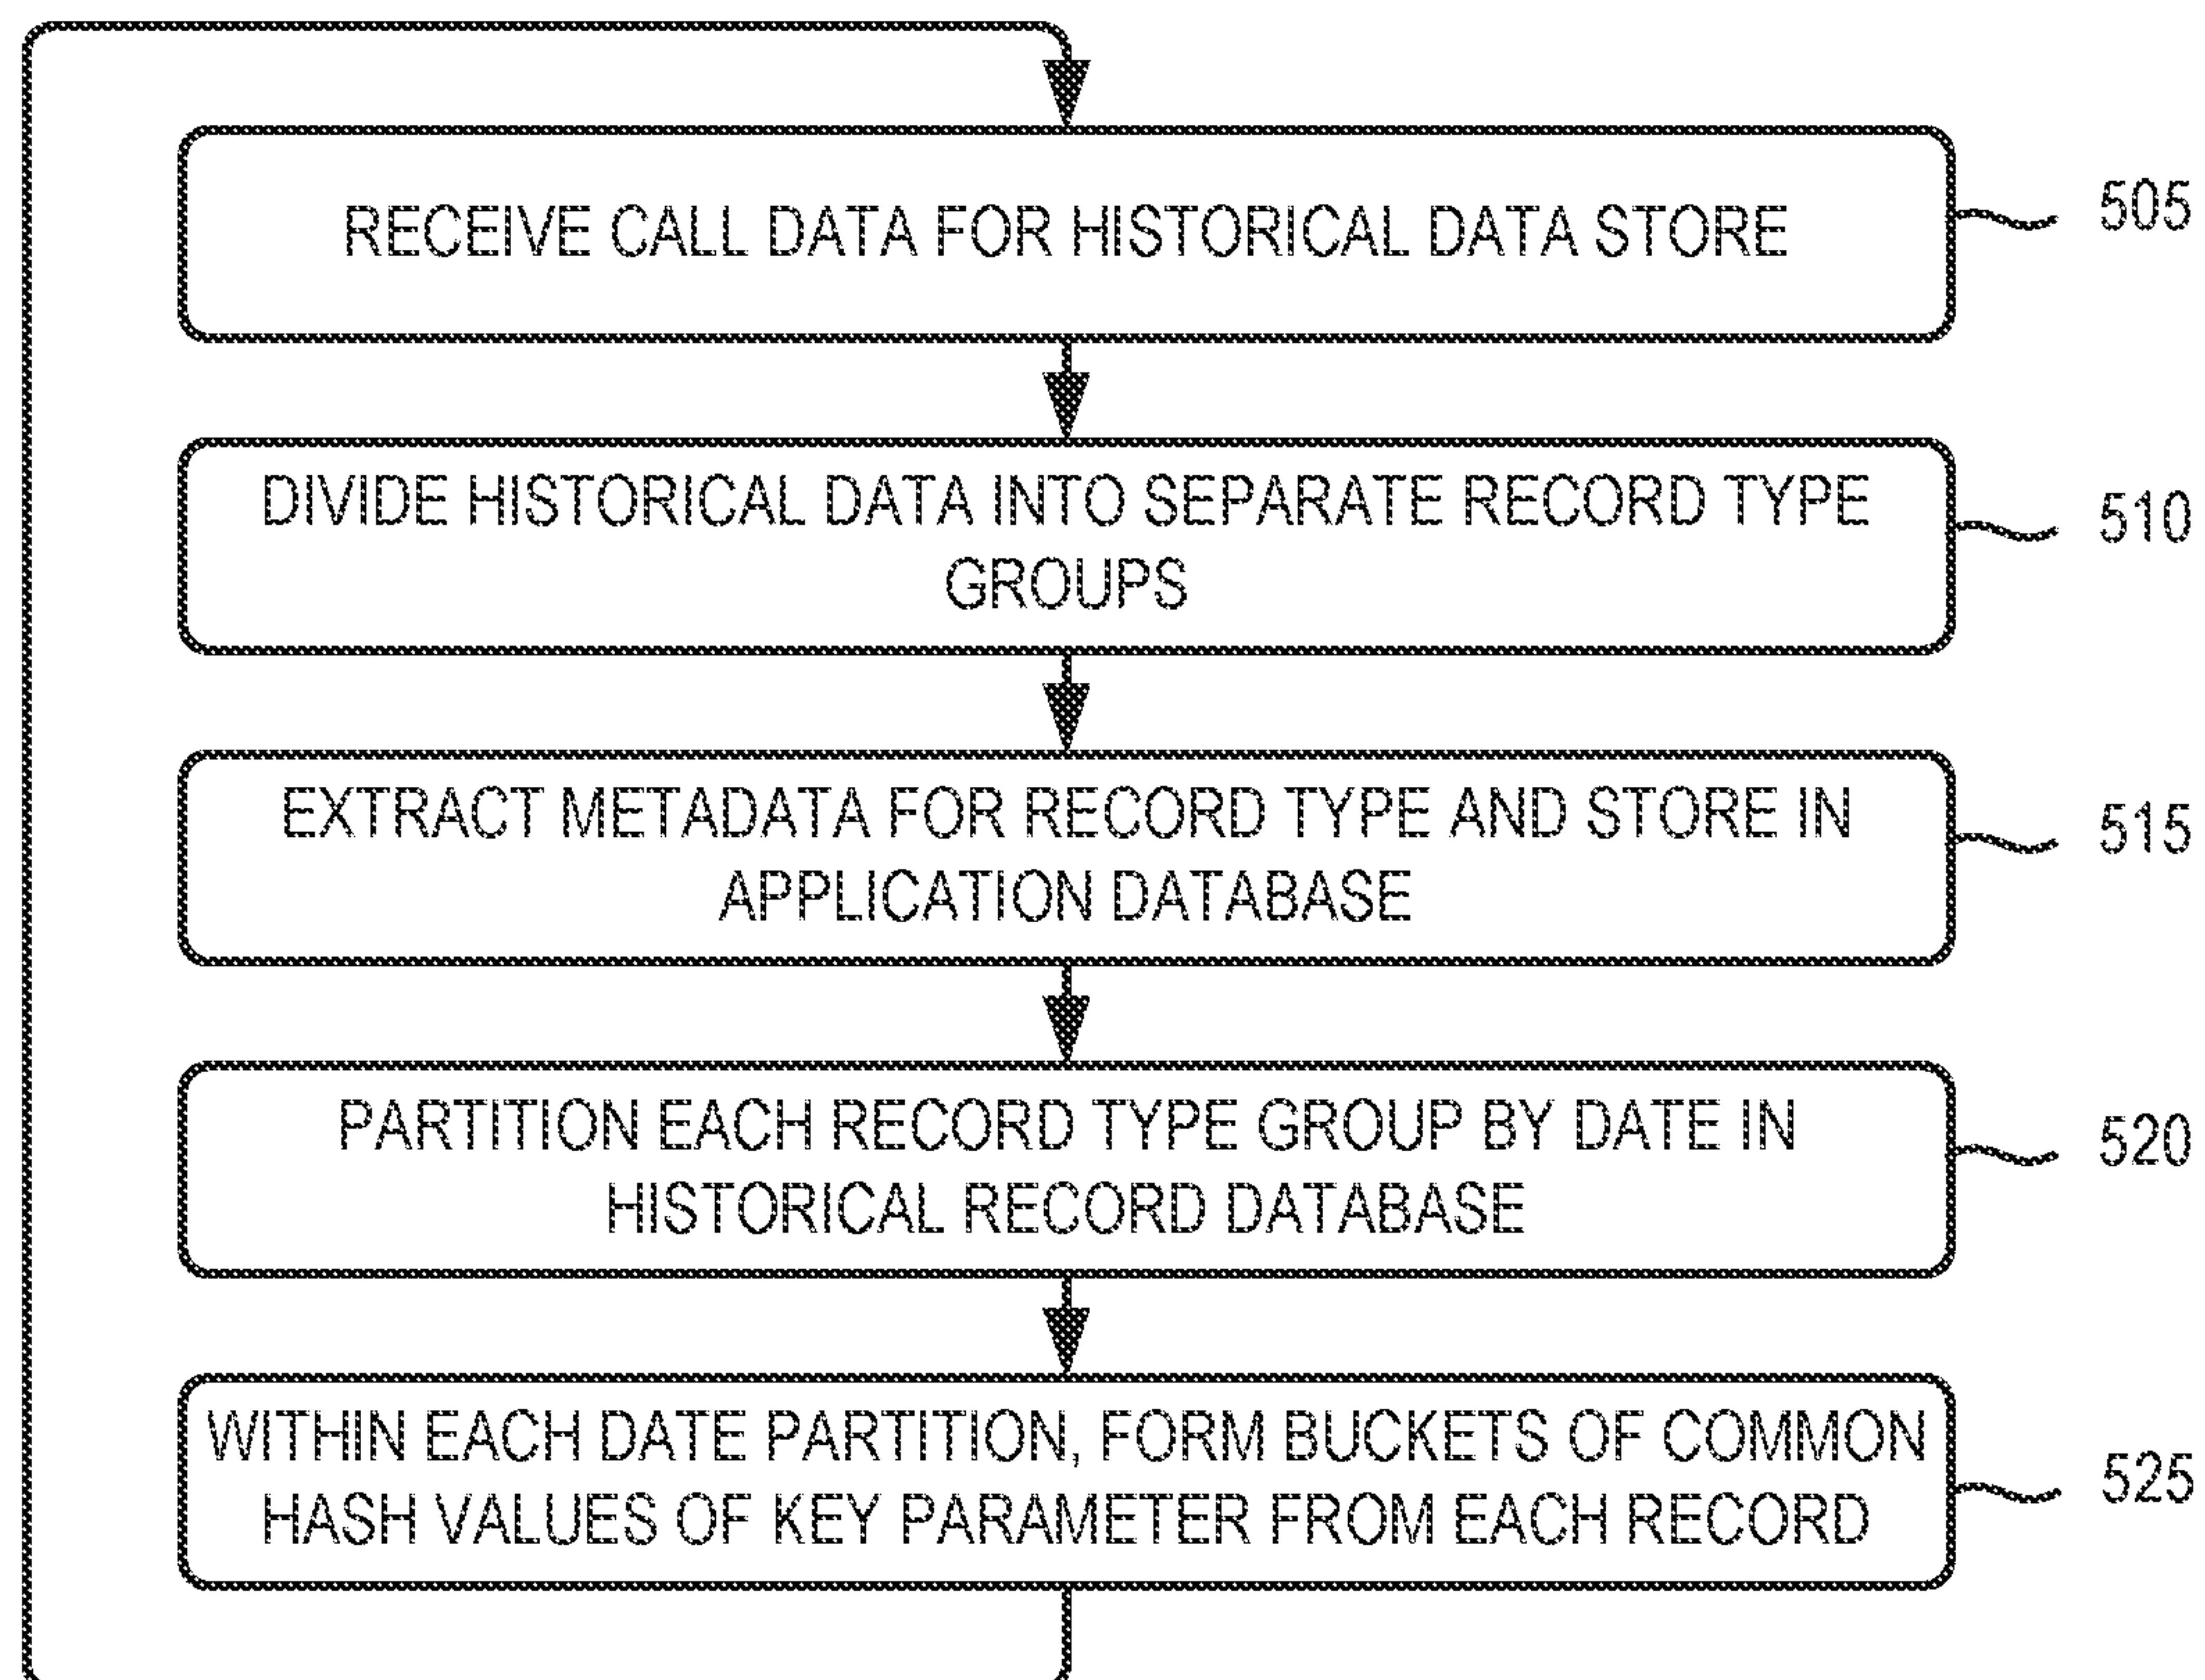 RECEIVE CALL DATA FOR HISTORICAL DATA STORE
505
DIVIDE HISTORICAL DATA INTO SEPARATE RECORD TYPE
GROUPS
510
EXTRACT METADATA FOR RECORD TYPE AND STORE IN
APPLICATION DATABASE
515
PARTITION EACH RECORD TYPE GROUP BY DATE IN
HISTORICAL RECORD DATABASE
520
WITHIN EACH DATE PARTITION, FORM BUCKETS OF COMMON
HASH VALUES OF KEY PARAMETER FROM EACH RECORD
525